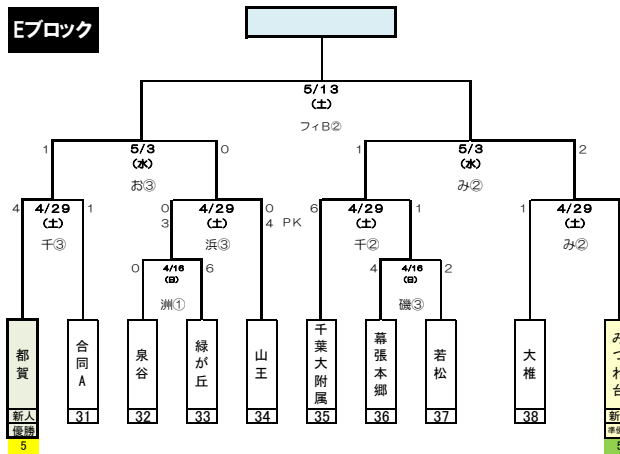 Eブロック
5/13
(土)
フィB②
1 5/3 0
(水)
お③
1 5/3 2
(水)
み②
4 4/29 1
(土)
千③
0 4/29 0
3 (土) 4 PK
浜③
6 4/29 1
(土)
千②
1 4/29
(土)
み②
0 4/16 6
(日)
洲①
4 4/16 2
(日)
磯③
都賀
合同A
泉谷
緑が丘
山王
千葉大附属
幕張本郷
若松
大椎
みつわ台
新人 31 32 33 34 35 36 37 38
優勝
5